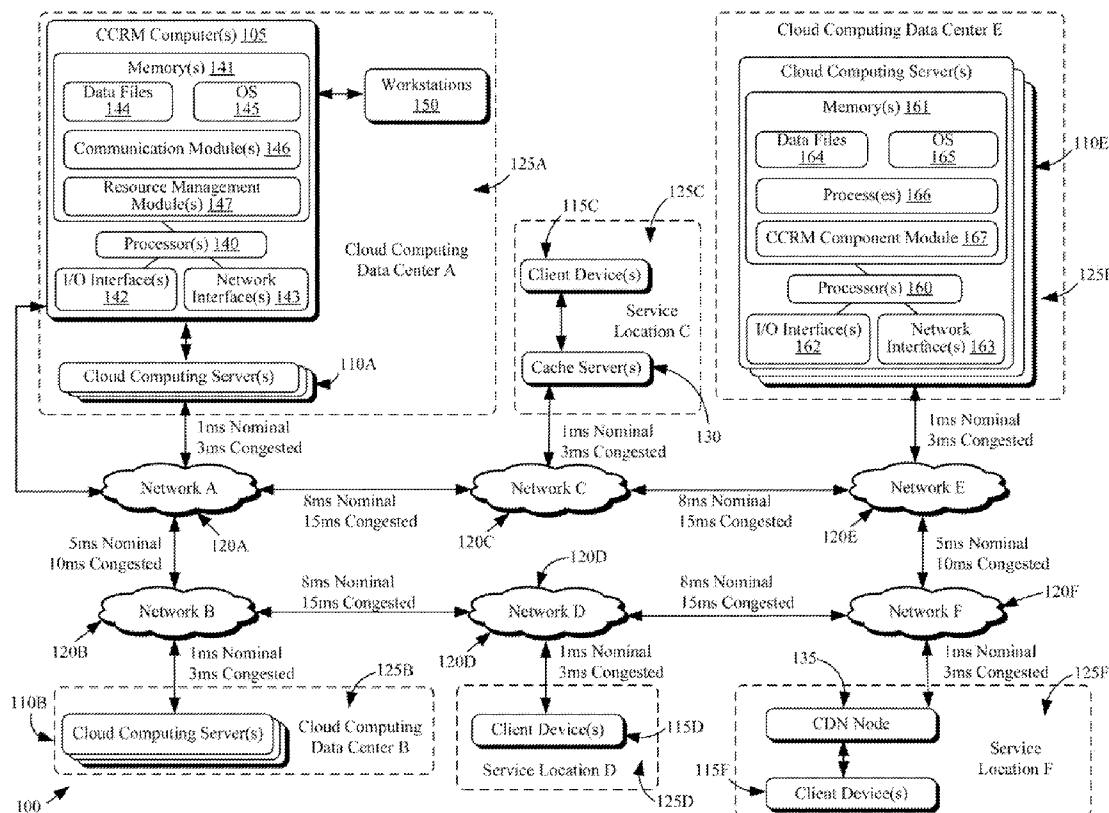 CCRM Computer(s) 105
Memory(s) 141
Data Files
144
OS
145
Communication Module(s) 146
Resource Management
Module(s) 147
Processor(s) 140
I/O Interface(s)
142
Network
Interface(s) 143
Workstations
150
125A
Cloud Computing
Data Center A
Cloud Computing Server(s)
110A
115C
125C
Client Device(s)
Service
Location C
Cache Server(s)
130
Cloud Computing Data Center E
Cloud Computing Server(s)
Memory(s) 161
Data Files
164
OS
165
Process(es) 166
CCRM Component Module 167
Processor(s) 160
I/O Interface(s)
162
Network
Interface(s) 163
110E
1ms Nominal
3ms Congested
1ms Nominal
3ms Congested
1ms Nominal
3ms Congested
Network A
8ms Nominal
15ms Congested
Network C
8ms Nominal
15ms Congested
Network E
120A
120C
120E
5ms Nominal
10ms Congested
5ms Nominal
10ms Congested
120D
Network B
8ms Nominal
15ms Congested
Network D
8ms Nominal
15ms Congested
Network F
120F
120B
120D
1ms Nominal
3ms Congested
1ms Nominal
3ms Congested
1ms Nominal
3ms Congested
110B
125B
Cloud Computing Server(s)
Cloud Computing
Data Center B
Client Device(s)
115D
Service Location D
125D
135
125F
CDN Node
Service
Location F
115F
Client Device(s)
100